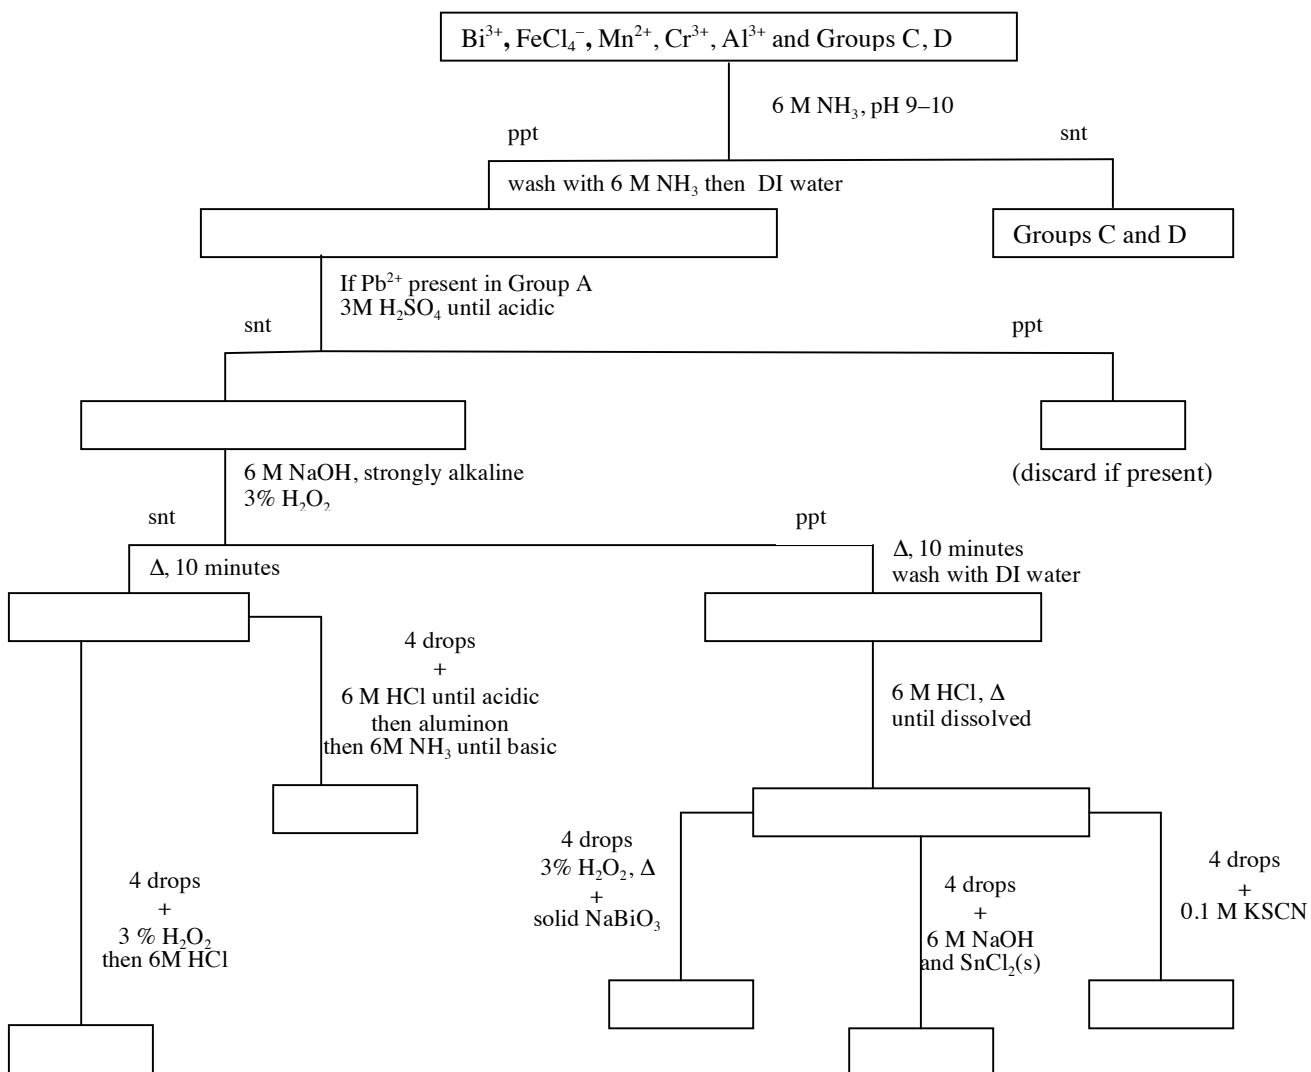 Bi³⁺, FeCl₄⁻, Mn²⁺, Cr³⁺, Al³⁺ and Groups C, D
6 M NH₃, pH 9–10
ppt
snt
wash with 6 M NH₃ then DI water
Groups C and D
If Pb²⁺ present in Group A
3M H₂SO₄ until acidic
snt
ppt
6 M NaOH, strongly alkaline
3% H₂O₂
(discard if present)
snt
ppt
Δ, 10 minutes
Δ, 10 minutes
wash with DI water
4 drops
+
6 M HCl until acidic
then aluminon
then 6M NH₃ until basic
6 M HCl, Δ
until dissolved
4 drops
+
3 % H₂O₂
then 6M HCl
4 drops
3% H₂O₂, Δ
+
solid NaBiO₃
4 drops
+
6 M NaOH
and SnCl₂(s)
4 drops
+
0.1 M KSCN